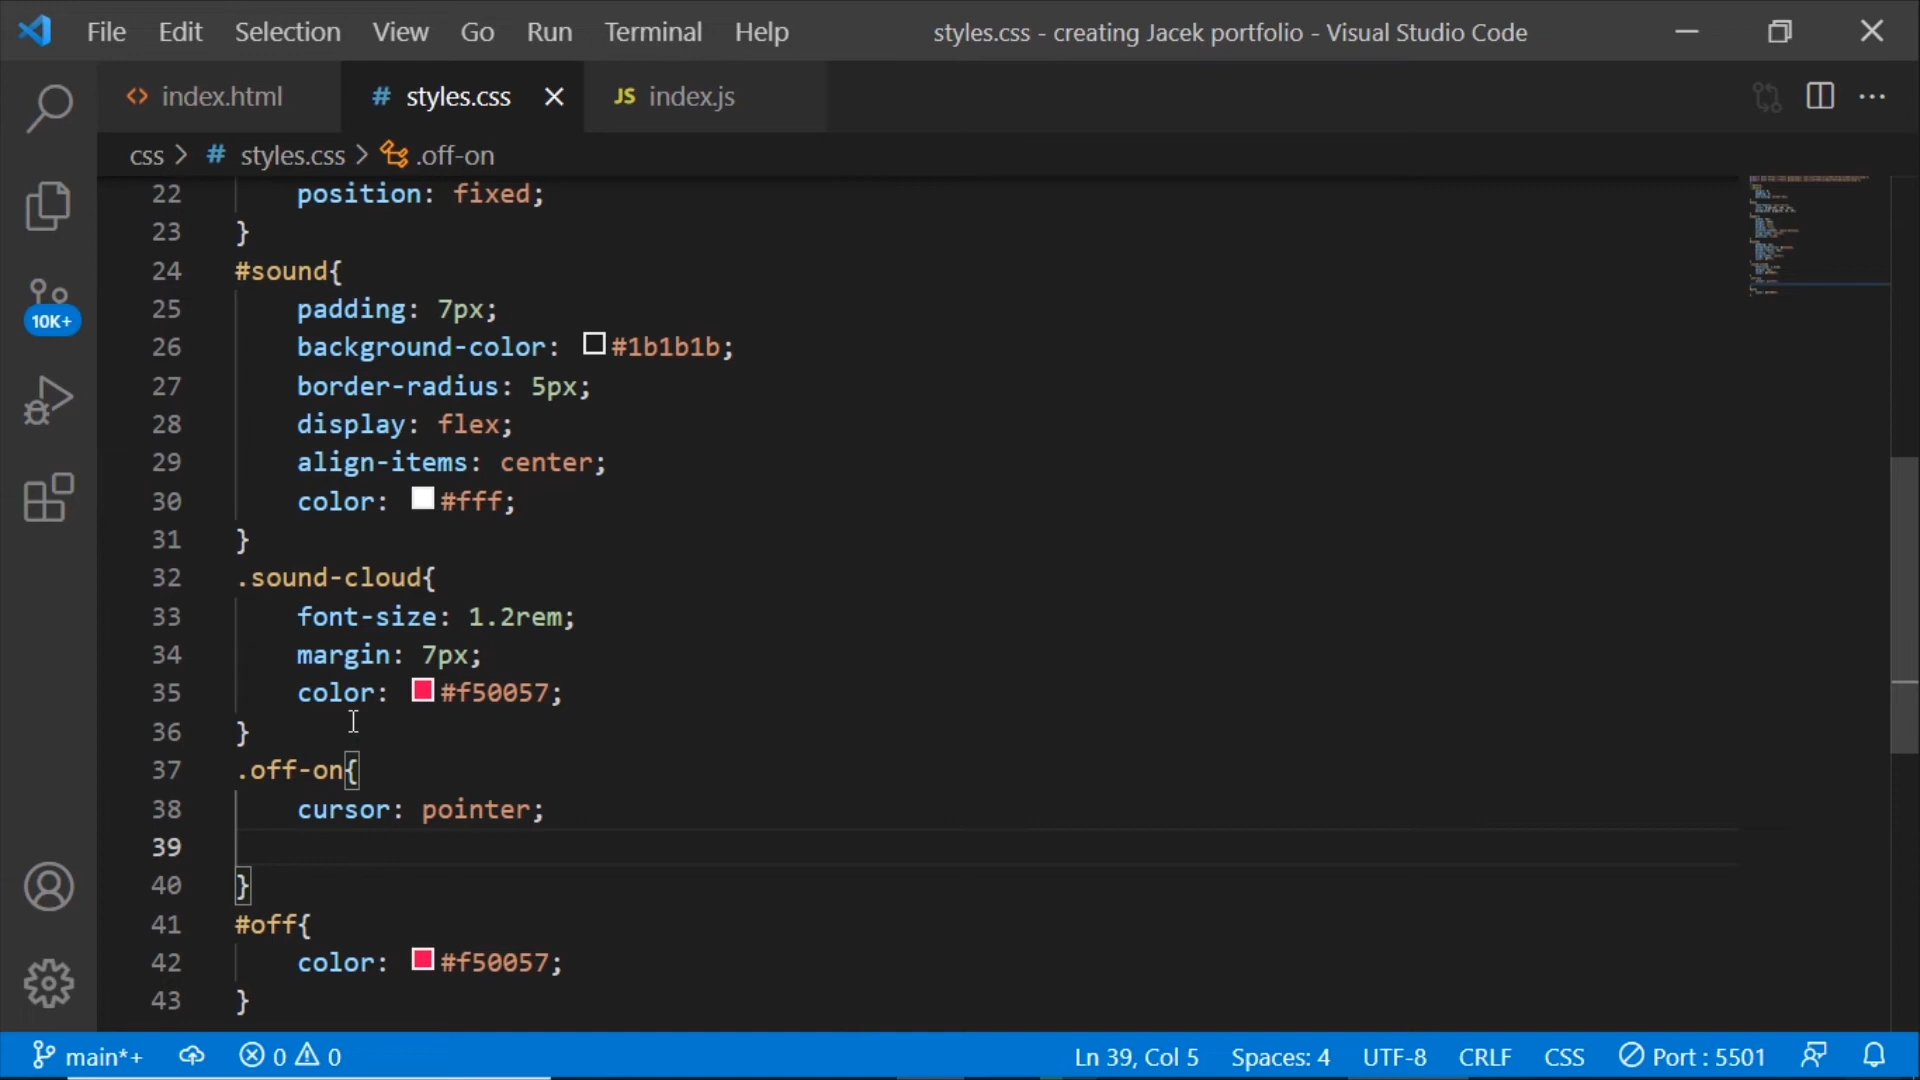 File Edit Selection View Go Run Terminal Help styles.css - creating Jacek portfolio - Visual Studio Code
<> index.html # styles.css × JS index.js ...
css > # styles.css > .off-on
22 position: fixed;
23 }
24 #sound{
25 padding: 7px;
26 background-color: #1b1b1b;
27 border-radius: 5px;
28 display: flex;
29 align-items: center;
30 color: #fff;
31 }
32 .sound-cloud{
33 font-size: 1.2rem;
34 margin: 7px;
35 color: #f50057;
36 }
37 .off-on{
38 cursor: pointer;
39
40 }
41 #off{
42 color: #f50057;
43 }
10K+
main*+ 0 0 Ln 39, Col 5 Spaces: 4 UTF-8 CRLF CSS Port : 5501